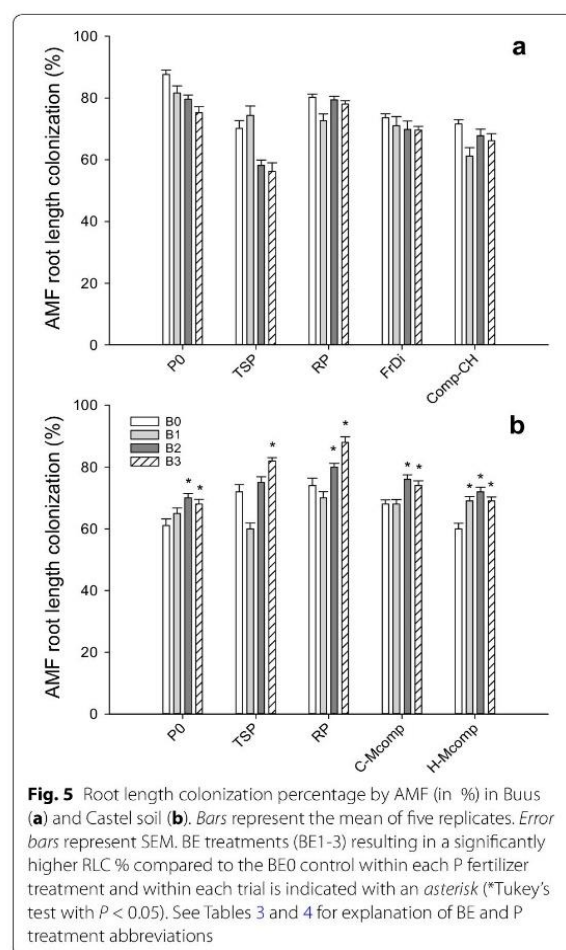 a
AMF root length colonization (%)
100
80
60
40
20
0
P0
TSP
RP
FrDi
Comp-CH
b
AMF root length colonization (%)
100
80
60
40
20
0
B0
B1
B2
B3
* *
*
* *
* *
* * *
P0
TSP
RP
C-Mcomp
H-Mcomp
Fig. 5 Root length colonization percentage by AMF (in %) in Buus
(a) and Castel soil (b). Bars represent the mean of five replicates. Error
bars represent SEM. BE treatments (BE1-3) resulting in a significantly
higher RLC % compared to the BE0 control within each P fertilizer
treatment and within each trial is indicated with an asterisk (*Tukey's
test with P < 0.05). See Tables 3 and 4 for explanation of BE and P
treatment abbreviations